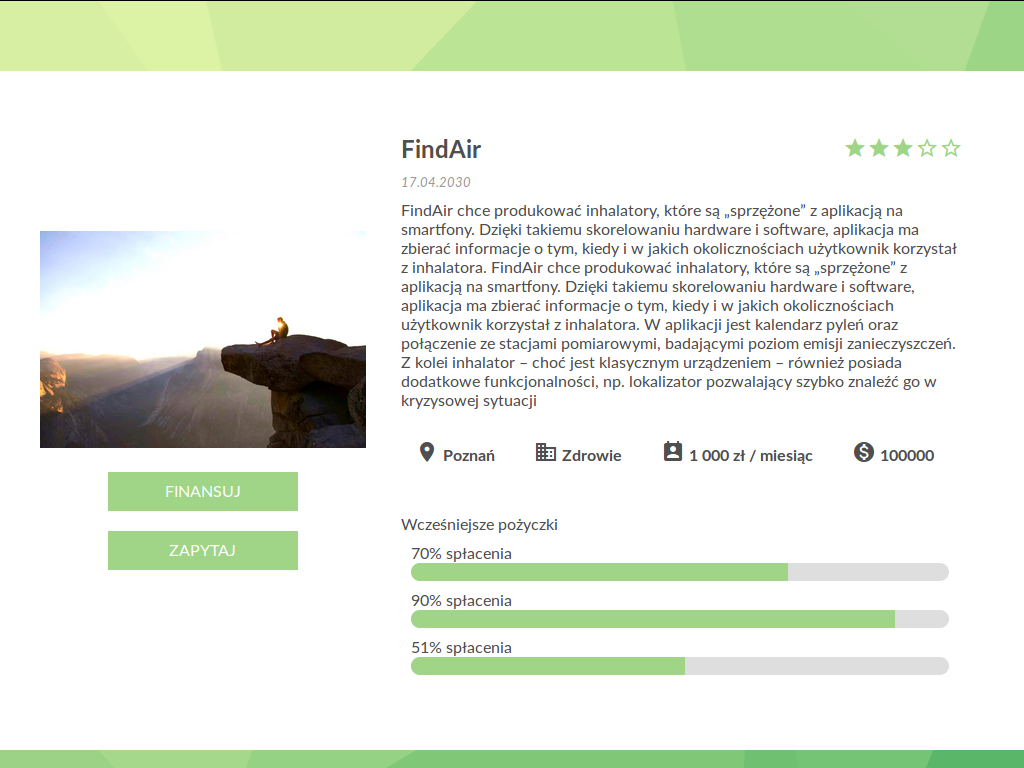 FindAir
17.04.2030
FindAir chce produkować inhalatory, które są „sprzężone” z aplikacją na
smartfony. Dzięki takiemu skorelowaniu hardware i software, aplikacja ma
zbierać informacje o tym, kiedy i w jakich okolicznościach użytkownik korzystał
z inhalatora. FindAir chce produkować inhalatory, które są „sprzężone” z
aplikacją na smartfony. Dzięki takiemu skorelowaniu hardware i software,
aplikacja ma zbierać informacje o tym, kiedy i w jakich okolicznościach
użytkownik korzystał z inhalatora. W aplikacji jest kalendarz pyleń oraz
połączenie ze stacjami pomiarowymi, badającymi poziom emisji zanieczyszczeń.
Z kolei inhalator – choć jest klasycznym urządzeniem – również posiada
dodatkowe funkcjonalności, np. lokalizator pozwalający szybko znaleźć go w
kryzysowej sytuacji
Poznań Zdrowie 1 000 zł / miesiąc 100000
FINANSUJ
ZAPYTAJ
Wcześniejsze pożyczki
70% spłacenia
90% spłacenia
51% spłacenia